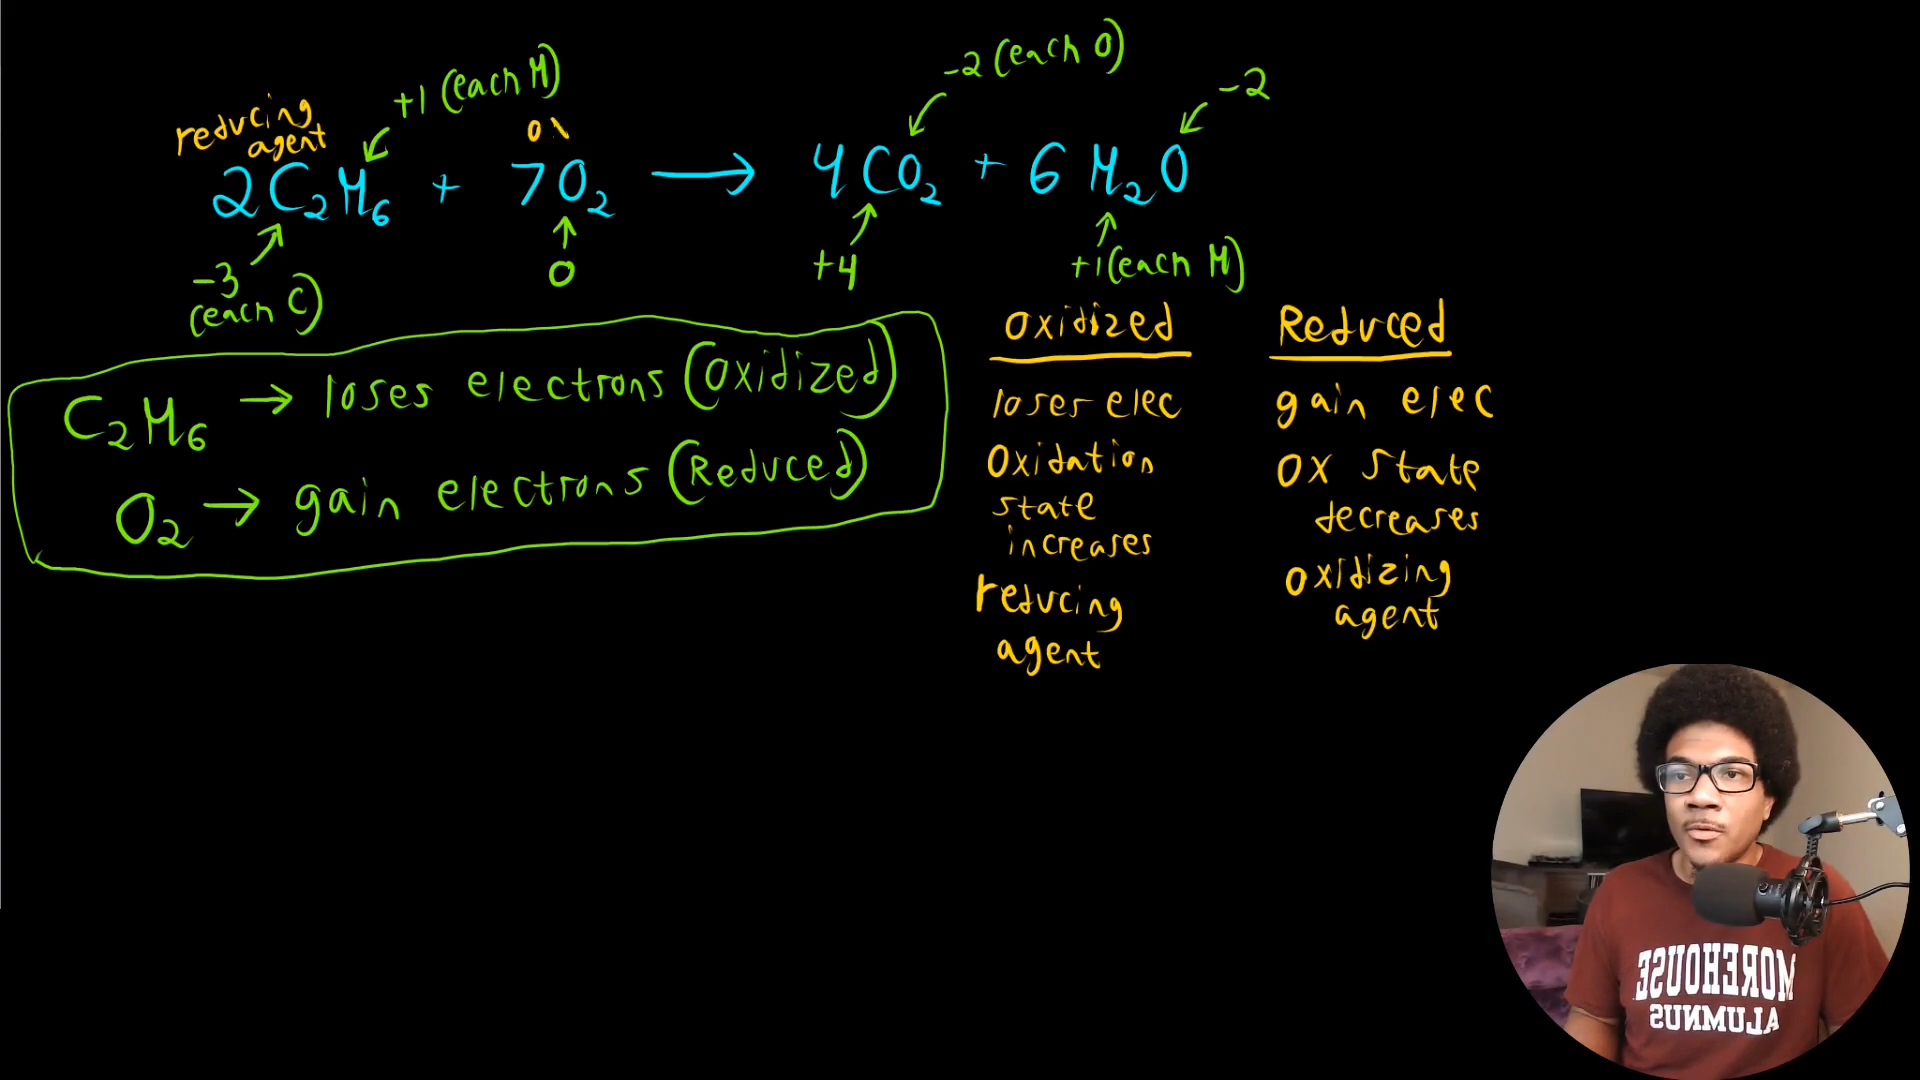 -2 (each O)
+1 (each H)
-2
reducing
agent
ox
2C₂H₆ + 7O₂ → 4CO₂ + 6H₂O
-3
(each C)
0
+4
+1(each H)
C₂H₆ → loses electrons (oxidized)
O₂ → gain electrons (Reduced)
Oxidized
loses elec
Oxidation
state
increases
reducing
agent
Reduced
gain elec
Ox state
decreases
oxidizing
agent
MOREHOUSE
ALUMNUS